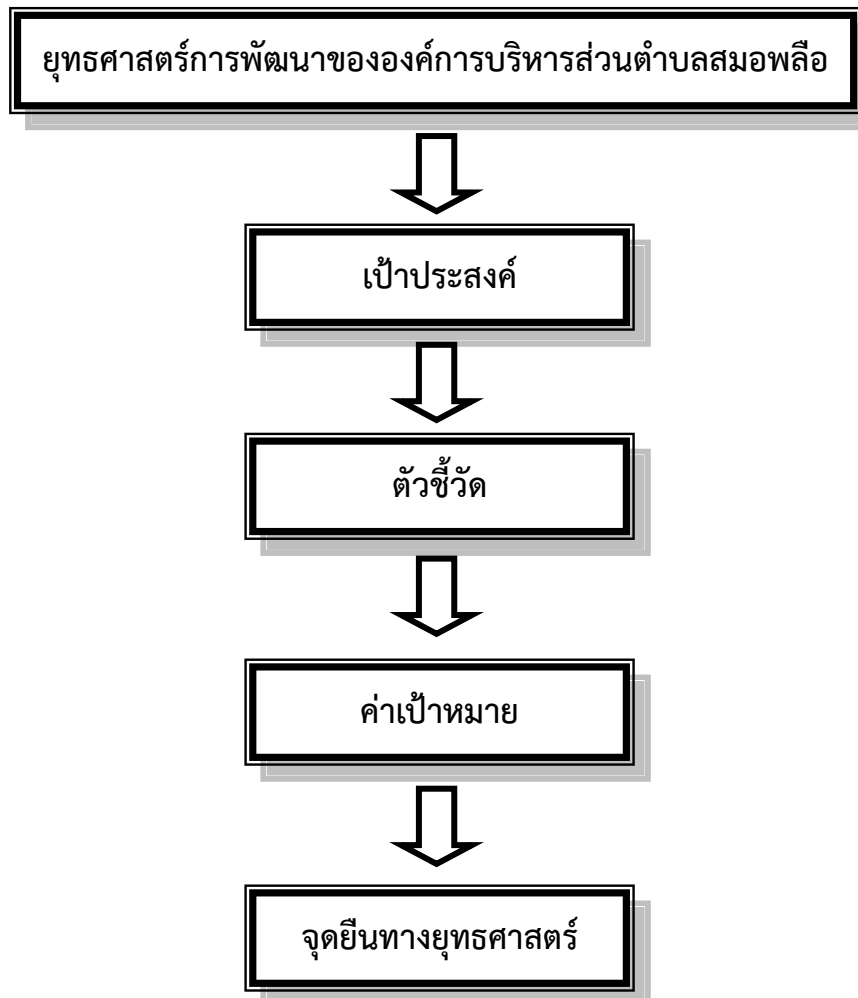 ยุทธศาสตร์การพัฒนาขององค์การบริหารส่วนตำบลสมอพลือ
เป้าประสงค์
ตัวชี้วัด
ค่าเป้าหมาย
จุดยืนทางยุทธศาสตร์